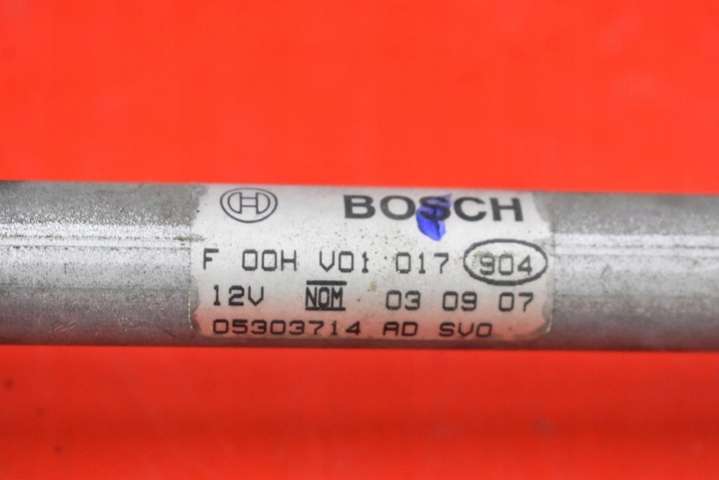 BOSCH
F 00H V01 017 904
12V NOM 03 09 07
05303714 AD SVO